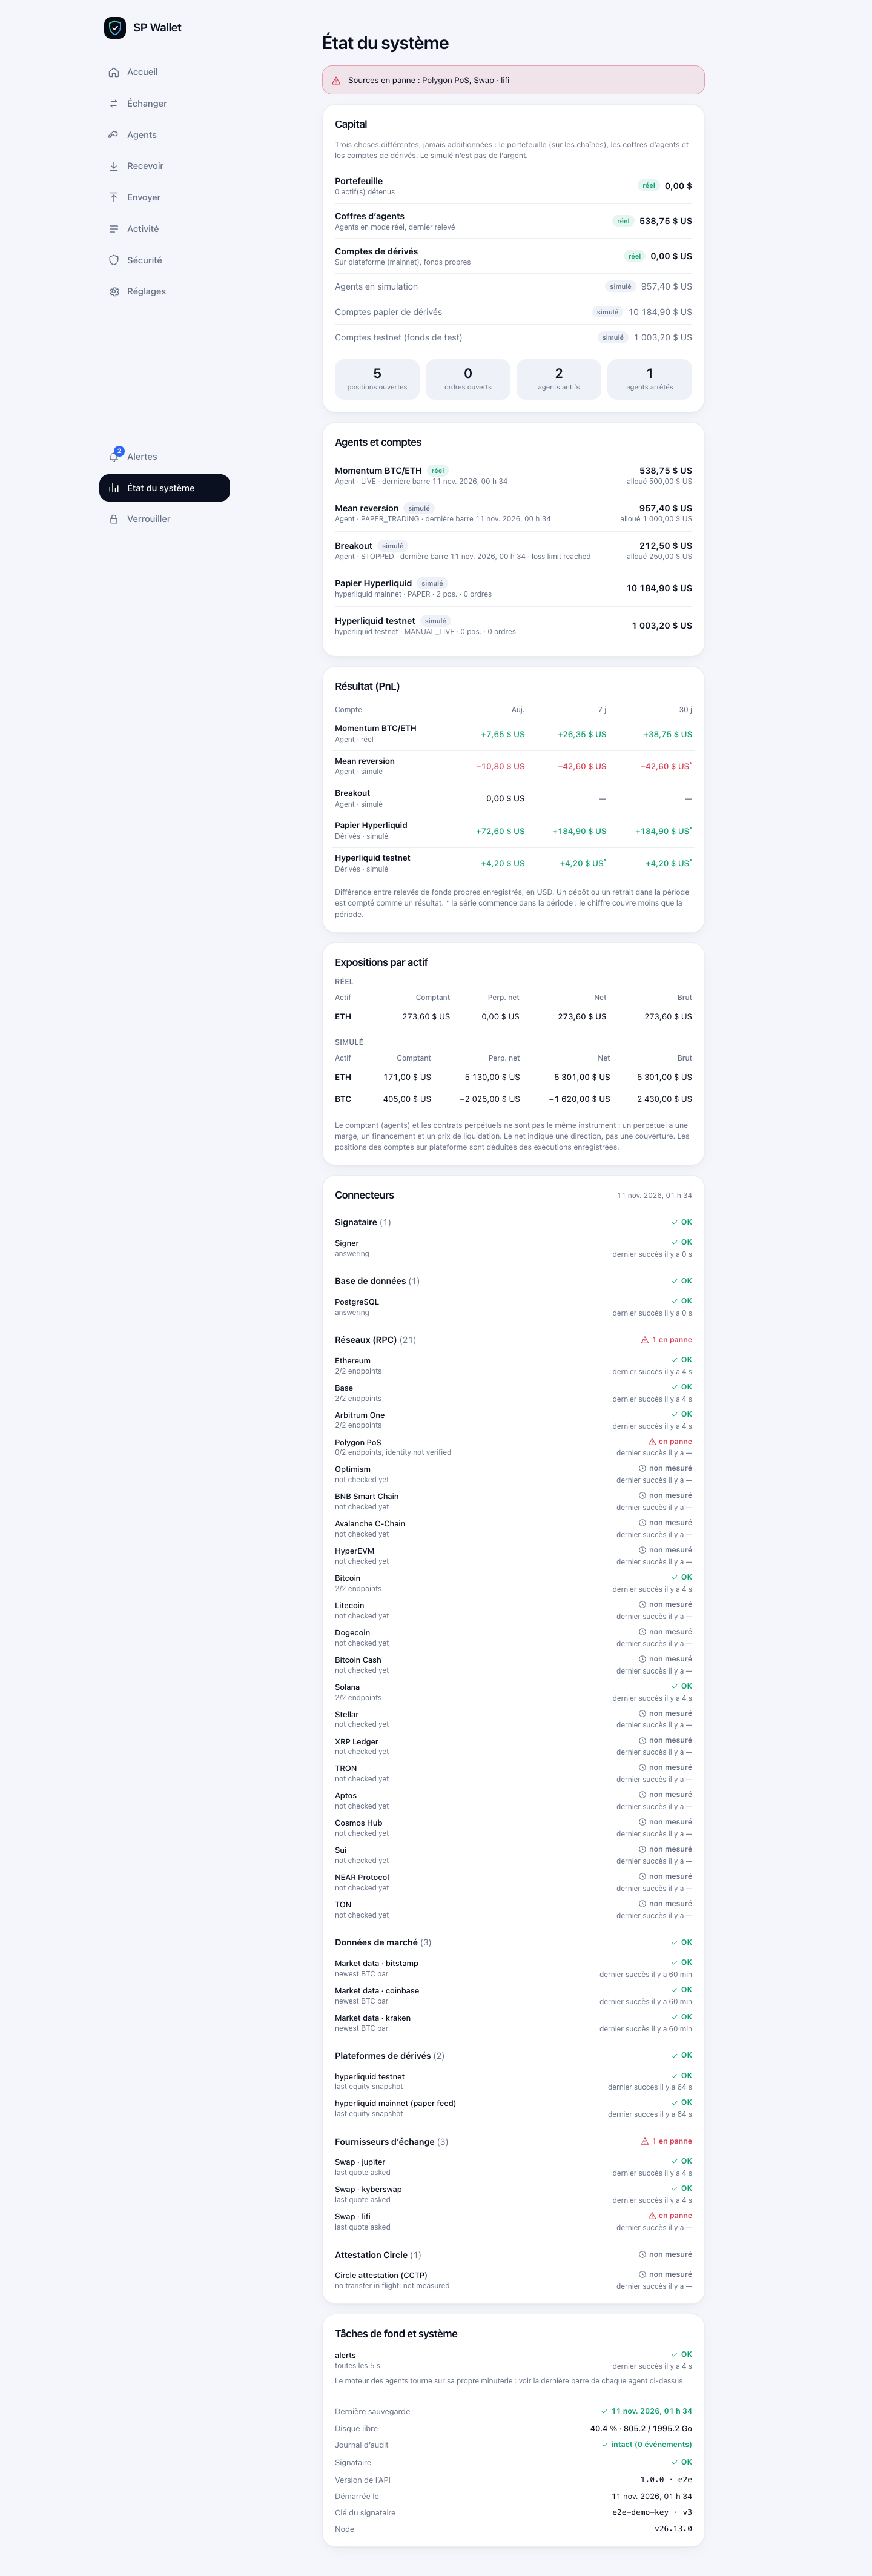 SP Wallet
Accueil
Échanger
Agents
Recevoir
Envoyer
Activité
Sécurité
Réglages
2
Alertes
État du système
Verrouiller
État du système
Sources en panne : Polygon PoS, Swap · lifi
Capital
Trois choses différentes, jamais additionnées : le portefeuille (sur les chaînes), les coffres d'agents et
les comptes de dérivés. Le simulé n'est pas de l'argent.
Portefeuille réel 0,00 $
0 actif(s) détenus
Coffres d'agents réel 538,75 $ US
Agents en mode réel, dernier relevé
Comptes de dérivés réel 0,00 $ US
Sur plateforme (mainnet), fonds propres
Agents en simulation simulé 957,40 $ US
Comptes papier de dérivés simulé 10 184,90 $ US
Comptes testnet (fonds de test) simulé 1 003,20 $ US
5 0 2 1
positions ouvertes ordres ouverts agents actifs agents arrêtés
Agents et comptes
Momentum BTC/ETH réel 538,75 $ US
Agent · LIVE · dernière barre 11 nov. 2026, 00 h 34 alloué 500,00 $ US
Mean reversion simulé 957,40 $ US
Agent · PAPER_TRADING · dernière barre 11 nov. 2026, 00 h 34 alloué 1 000,00 $ US
Breakout simulé 212,50 $ US
Agent · STOPPED · dernière barre 11 nov. 2026, 00 h 34 · loss limit reached alloué 250,00 $ US
Papier Hyperliquid simulé 10 184,90 $ US
hyperliquid mainnet · PAPER · 2 pos. · 0 ordres
Hyperliquid testnet simulé 1 003,20 $ US
hyperliquid testnet · MANUAL_LIVE · 0 pos. · 0 ordres
Résultat (PnL)
Compte Auj. 7 j 30 j
Momentum BTC/ETH +7,65 $ US +26,35 $ US +38,75 $ US
Agent · réel
Mean reversion −10,80 $ US −42,60 $ US −42,60 $ US*
Agent · simulé
Breakout 0,00 $ US — —
Agent · simulé
Papier Hyperliquid +72,60 $ US +184,90 $ US +184,90 $ US*
Dérivés · simulé
Hyperliquid testnet +4,20 $ US +4,20 $ US* +4,20 $ US*
Dérivés · simulé
Différence entre relevés de fonds propres enregistrés, en USD. Un dépôt ou un retrait dans la période
est compté comme un résultat. * la série commence dans la période : le chiffre couvre moins que la
période.
Expositions par actif
RÉEL
Actif Comptant Perp. net Net Brut
ETH 273,60 $ US 0,00 $ US 273,60 $ US 273,60 $ US
SIMULÉ
Actif Comptant Perp. net Net Brut
ETH 171,00 $ US 5 130,00 $ US 5 301,00 $ US 5 301,00 $ US
BTC 405,00 $ US −2 025,00 $ US −1 620,00 $ US 2 430,00 $ US
Le comptant (agents) et les contrats perpétuels ne sont pas le même instrument : un perpétuel a une
marge, un financement et un prix de liquidation. Le net indique une direction, pas une couverture. Les
positions des comptes sur plateforme sont déduites des exécutions enregistrées.
Connecteurs 11 nov. 2026, 01 h 34
Signataire (1) OK
Signer OK
answering dernier succès il y a 0 s
Base de données (1) OK
PostgreSQL OK
answering dernier succès il y a 0 s
Réseaux (RPC) (21) 1 en panne
Ethereum OK
2/2 endpoints dernier succès il y a 4 s
Base OK
2/2 endpoints dernier succès il y a 4 s
Arbitrum One OK
2/2 endpoints dernier succès il y a 4 s
Polygon PoS en panne
0/2 endpoints, identity not verified dernier succès il y a —
Optimism non mesuré
not checked yet dernier succès il y a —
BNB Smart Chain non mesuré
not checked yet dernier succès il y a —
Avalanche C-Chain non mesuré
not checked yet dernier succès il y a —
HyperEVM non mesuré
not checked yet dernier succès il y a —
Bitcoin OK
2/2 endpoints dernier succès il y a 4 s
Litecoin non mesuré
not checked yet dernier succès il y a —
Dogecoin non mesuré
not checked yet dernier succès il y a —
Bitcoin Cash non mesuré
not checked yet dernier succès il y a —
Solana OK
2/2 endpoints dernier succès il y a 4 s
Stellar non mesuré
not checked yet dernier succès il y a —
XRP Ledger non mesuré
not checked yet dernier succès il y a —
TRON non mesuré
not checked yet dernier succès il y a —
Aptos non mesuré
not checked yet dernier succès il y a —
Cosmos Hub non mesuré
not checked yet dernier succès il y a —
Sui non mesuré
not checked yet dernier succès il y a —
NEAR Protocol non mesuré
not checked yet dernier succès il y a —
TON non mesuré
not checked yet dernier succès il y a —
Données de marché (3) OK
Market data · bitstamp OK
newest BTC bar dernier succès il y a 60 min
Market data · coinbase OK
newest BTC bar dernier succès il y a 60 min
Market data · kraken OK
newest BTC bar dernier succès il y a 60 min
Plateformes de dérivés (2) OK
hyperliquid testnet OK
last equity snapshot dernier succès il y a 64 s
hyperliquid mainnet (paper feed) OK
last equity snapshot dernier succès il y a 64 s
Fournisseurs d'échange (3) 1 en panne
Swap · jupiter OK
last quote asked dernier succès il y a 4 s
Swap · kyberswap OK
last quote asked dernier succès il y a 4 s
Swap · lifi en panne
last quote asked dernier succès il y a —
Attestation Circle (1) non mesuré
Circle attestation (CCTP) non mesuré
no transfer in flight: not measured dernier succès il y a —
Tâches de fond et système
alerts OK
toutes les 5 s dernier succès il y a 4 s
Le moteur des agents tourne sur sa propre minuterie : voir la dernière barre de chaque agent ci-dessus.
Dernière sauvegarde 11 nov. 2026, 01 h 34
Disque libre 40.4 % · 805.2 / 1995.2 Go
Journal d'audit intact (0 événements)
Signataire OK
Version de l'API 1.0.0 · e2e
Démarrée le 11 nov. 2026, 01 h 34
Clé du signataire e2e-demo-key · v3
Node v26.13.0